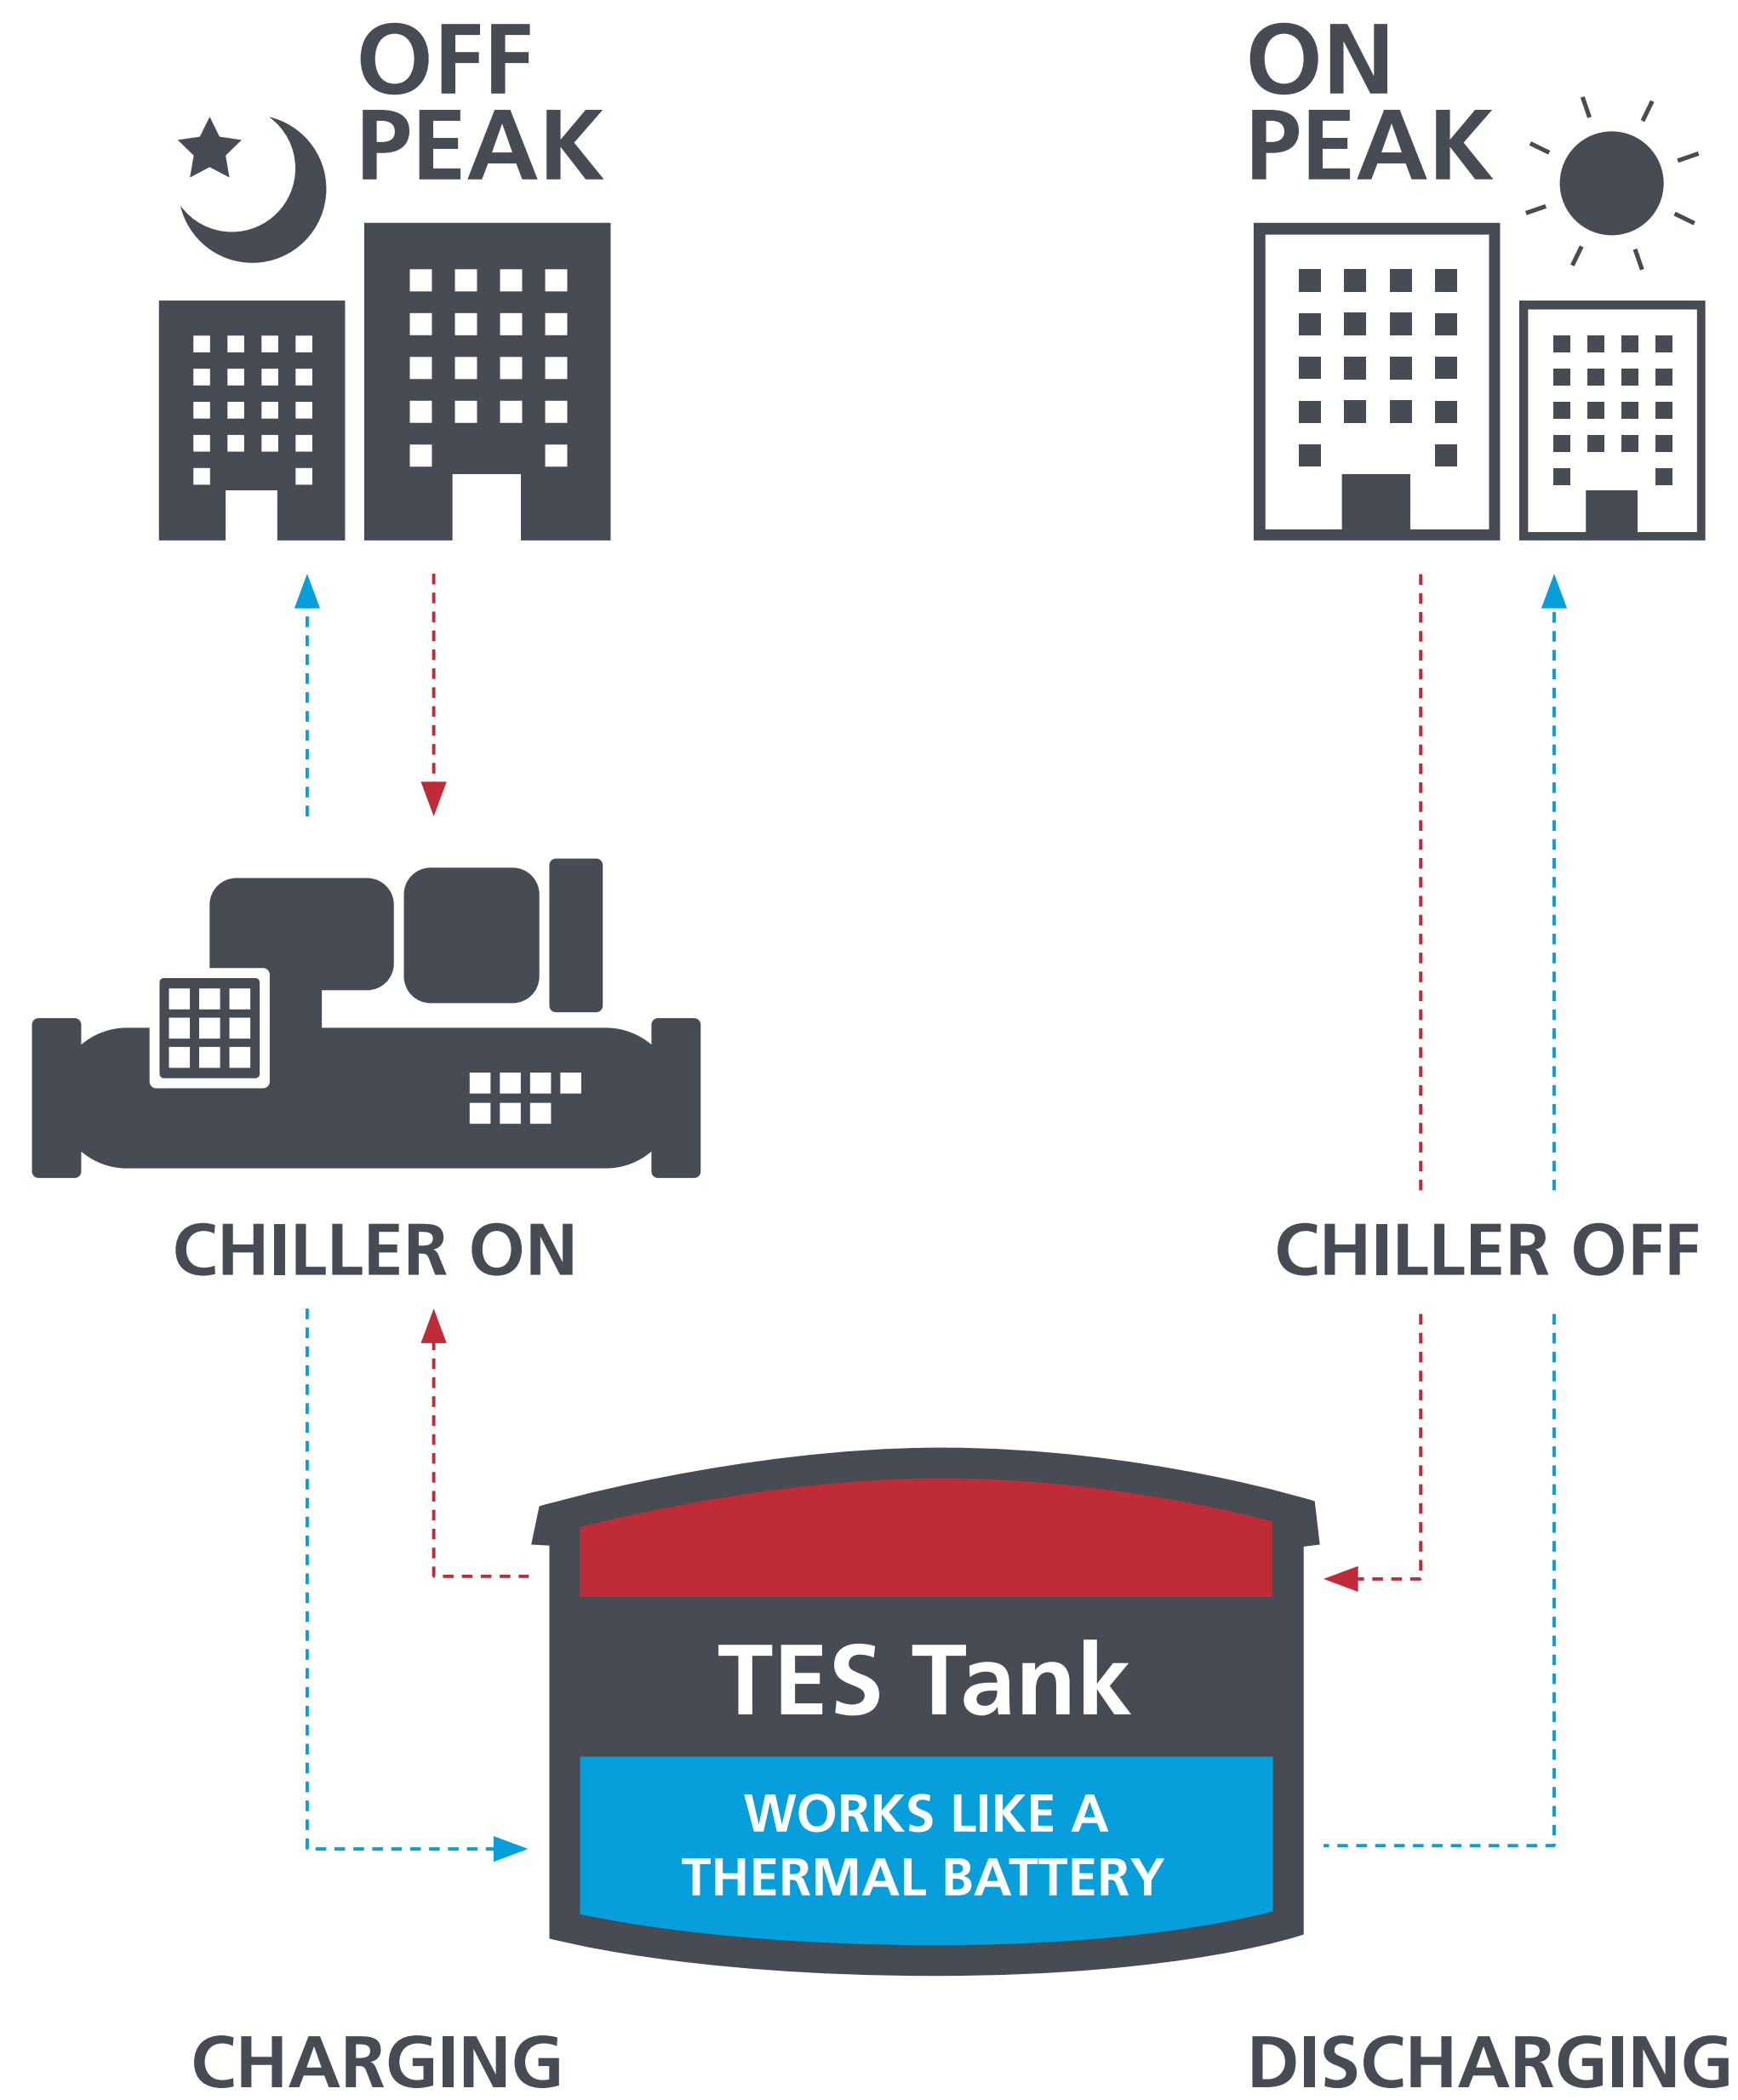 OFF
PEAK
ON
PEAK
CHILLER ON
CHILLER OFF
TES Tank
WORKS LIKE A
THERMAL BATTERY
CHARGING
DISCHARGING